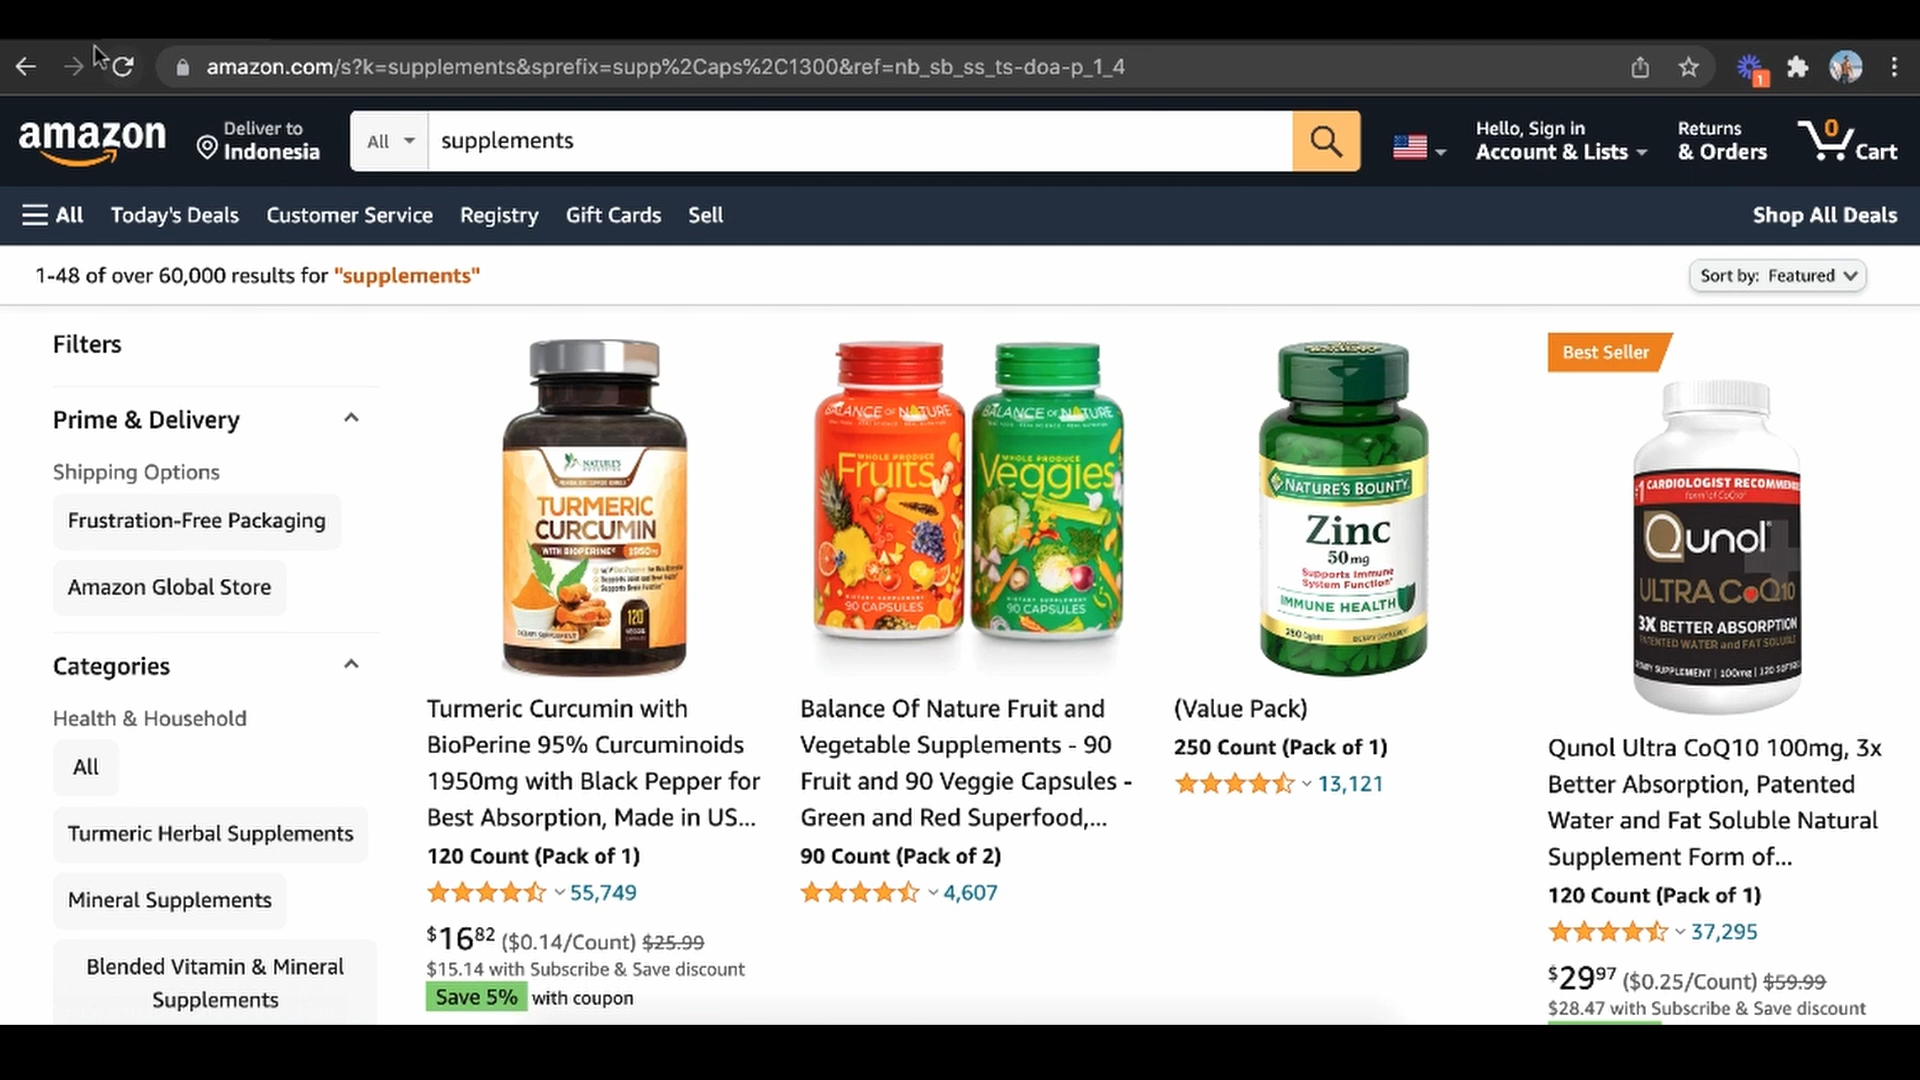 amazon.com/s?k=supplements&sprefix=supp%2Caps%2C1300&ref=nb_sb_ss_ts-doa-p_1_4
1
amazon
Deliver to
Indonesia
All
supplements
Hello, Sign in
Account & Lists
Returns
& Orders
0
Cart
All
Today's Deals
Customer Service
Registry
Gift Cards
Sell
Shop All Deals
1-48 of over 60,000 results for "supplements"
Sort by: Featured
Filters
Prime & Delivery
Shipping Options
Frustration-Free Packaging
Amazon Global Store
Categories
Health & Household
All
Turmeric Herbal Supplements
Mineral Supplements
Blended Vitamin & Mineral
Supplements
NATURE'S
TURMERIC
CURCUMIN
WITH BIOPERINE® 1950mg
120
VEGGIE
DIETARY SUPPLEMENT
Turmeric Curcumin with
BioPerine 95% Curcuminoids
1950mg with Black Pepper for
Best Absorption, Made in US...
120 Count (Pack of 1)
55,749
$16.82 ($0.14/Count) $25.99
$15.14 with Subscribe & Save discount
Save 5% with coupon
BALANCE OF NATURE
WHOLE PRODUCE
Fruits
DIETARY SUPPLEMENT
90 CAPSULES
BALANCE OF NATURE
WHOLE PRODUCE
Veggies
DIETARY SUPPLEMENT
90 CAPSULES
Balance Of Nature Fruit and
Vegetable Supplements - 90
Fruit and 90 Veggie Capsules -
Green and Red Superfood,...
90 Count (Pack of 2)
4,607
NATURE'S BOUNTY
Zinc
50mg
Supports Immune
System Function
IMMUNE HEALTH
250 Caplets
(Value Pack)
250 Count (Pack of 1)
13,121
Best Seller
#1 CARDIOLOGIST RECOMMENDED
form of CoQ10
Qunol
ULTRA CoQ10
3X BETTER ABSORPTION
PATENTED WATER and FAT SOLUBLE
DIETARY SUPPLEMENT | 100mg | 120 SOFTGELS
Qunol Ultra CoQ10 100mg, 3x
Better Absorption, Patented
Water and Fat Soluble Natural
Supplement Form of...
120 Count (Pack of 1)
37,295
$29.97 ($0.25/Count) $59.99
$28.47 with Subscribe & Save discount